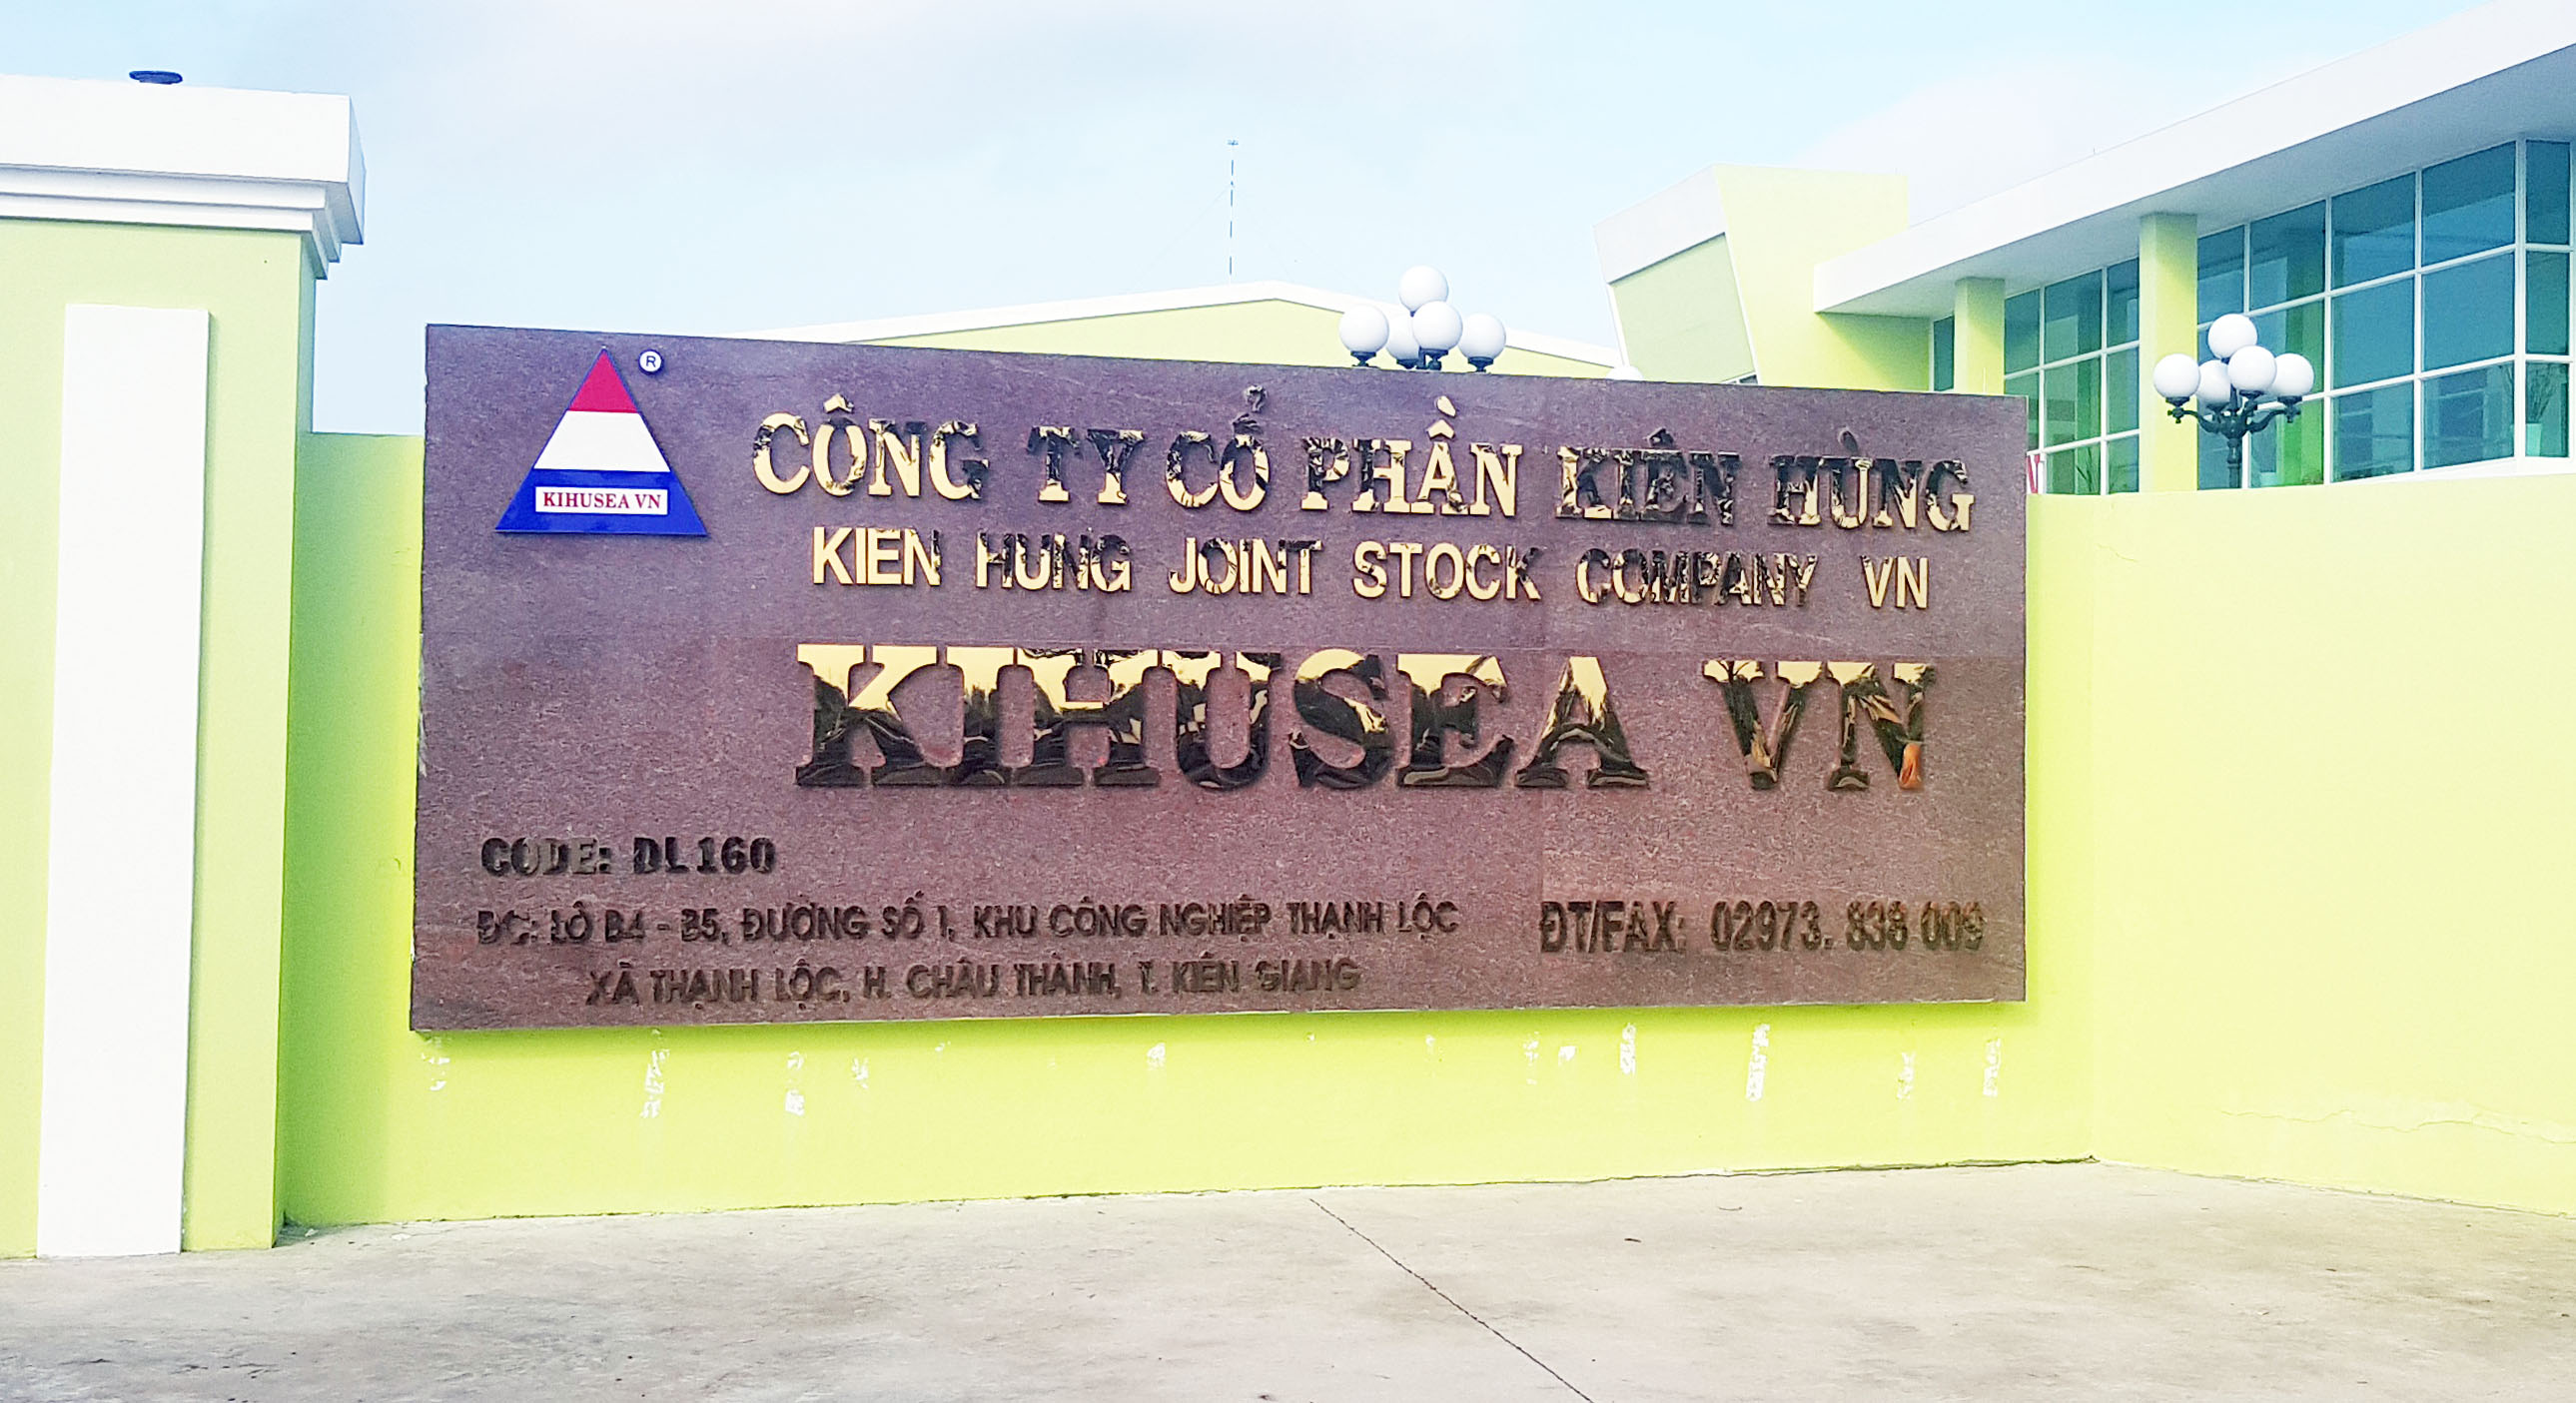 ®
KIHUSEA VN
CÔNG TY CỔ PHẦN KIÊN HÙNG
KIEN HUNG JOINT STOCK COMPANY VN
KIHUSEA VN
CODE: DL 160
ĐC: LÔ B4 - B5, ĐƯỜNG SỐ 1, KHU CÔNG NGHIỆP THẠNH LỘC
XÃ THẠNH LỘC, H. CHÂU THÀNH, T. KIÊN GIANG
ĐT/FAX: 02973. 838 009